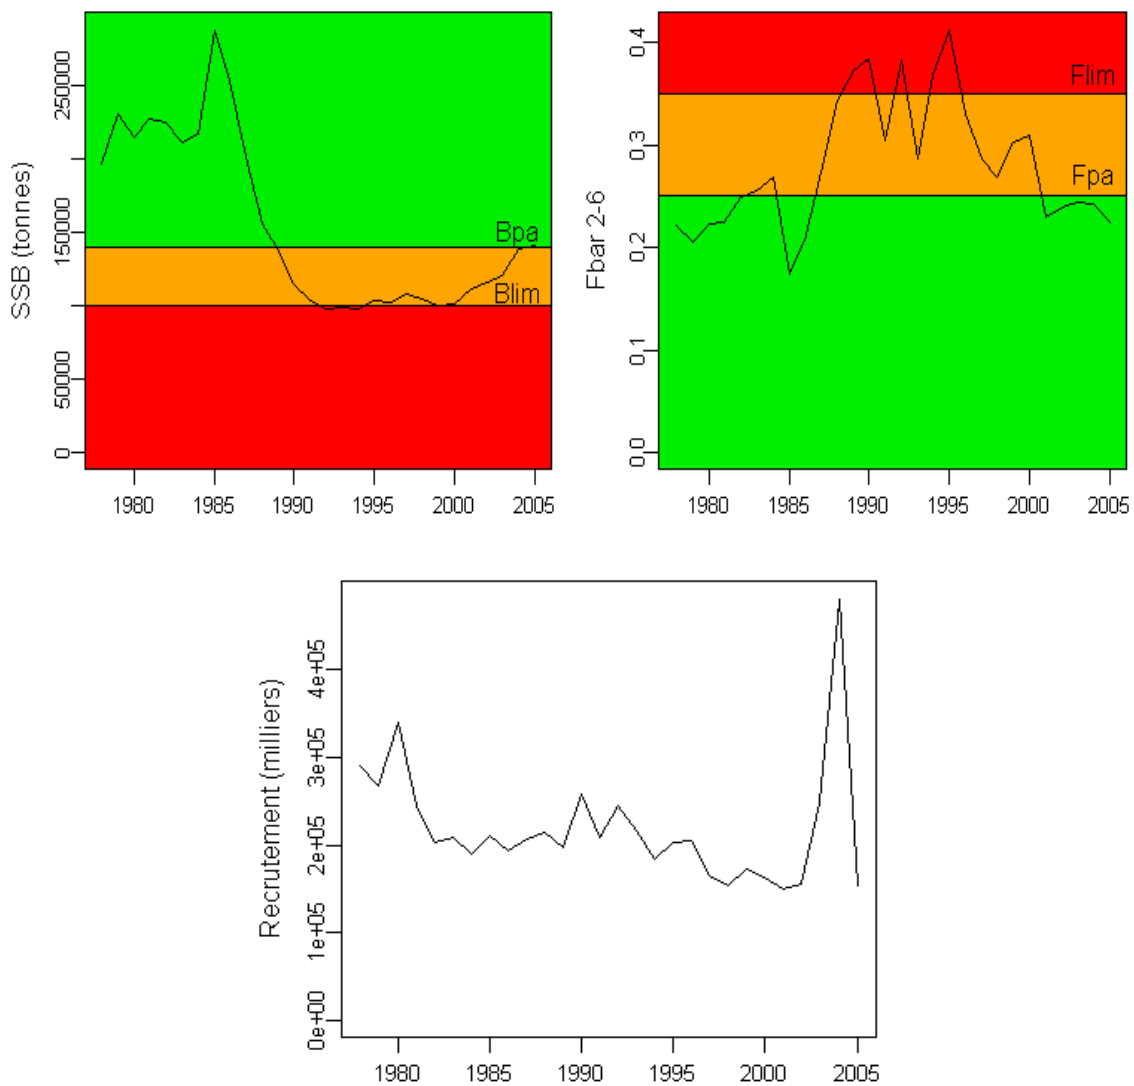 SSB (tonnes)
250000
150000
50000
0
Bpa
Blim
1980 1985 1990 1995 2000 2005
Fbar 2-6
0,4
0,3
0,2
0,1
0,0
Flim
Fpa
1980 1985 1990 1995 2000 2005
Recrutement (milliers)
4e+05
3e+05
2e+05
1e+05
0e+00
1980 1985 1990 1995 2000 2005